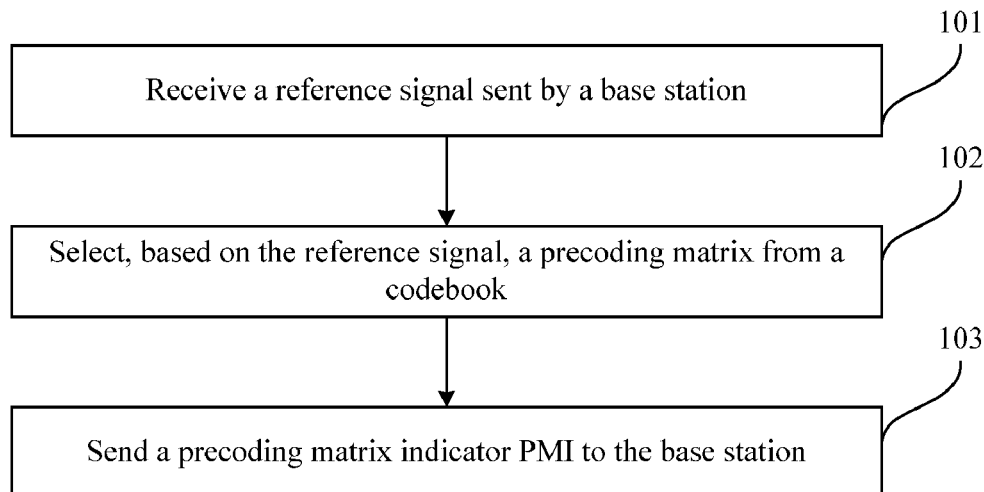 101
Receive a reference signal sent by a base station
102
Select, based on the reference signal, a precoding matrix from a
codebook
103
Send a precoding matrix indicator PMI to the base station